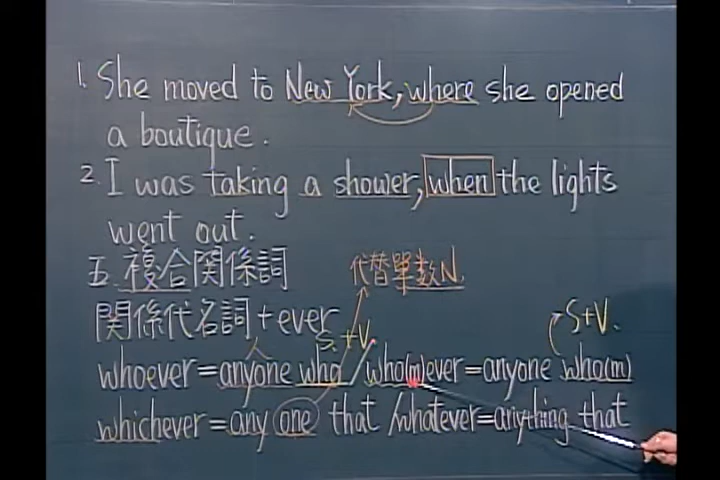 1. She moved to New York, where she opened
a boutique.
2. I was taking a shower, when the lights
went out.
五. 複合関係詞
代替單数N.
関係代名詞+ever
S+V.
S+V.
whoever=anyone who/who(m)ever=anyone who(m)
whichever=any one that/whatever=anything that